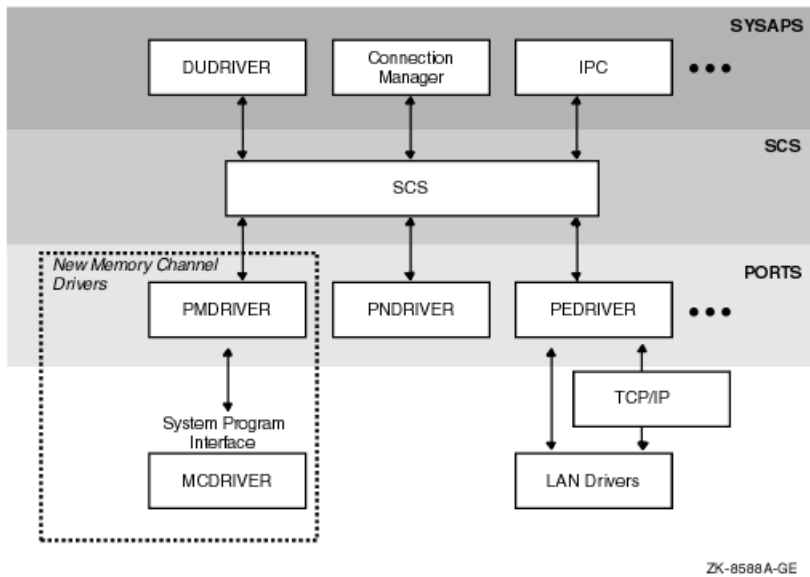 SYSAPS
DUDRIVER
Connection
Manager
IPC
SCS
SCS
New Memory Channel
Drivers
PORTS
PMDRIVER
PNDRIVER
PEDRIVER
TCP/IP
System Program
Interface
MCDRIVER
LAN Drivers
ZK-8588A-GE